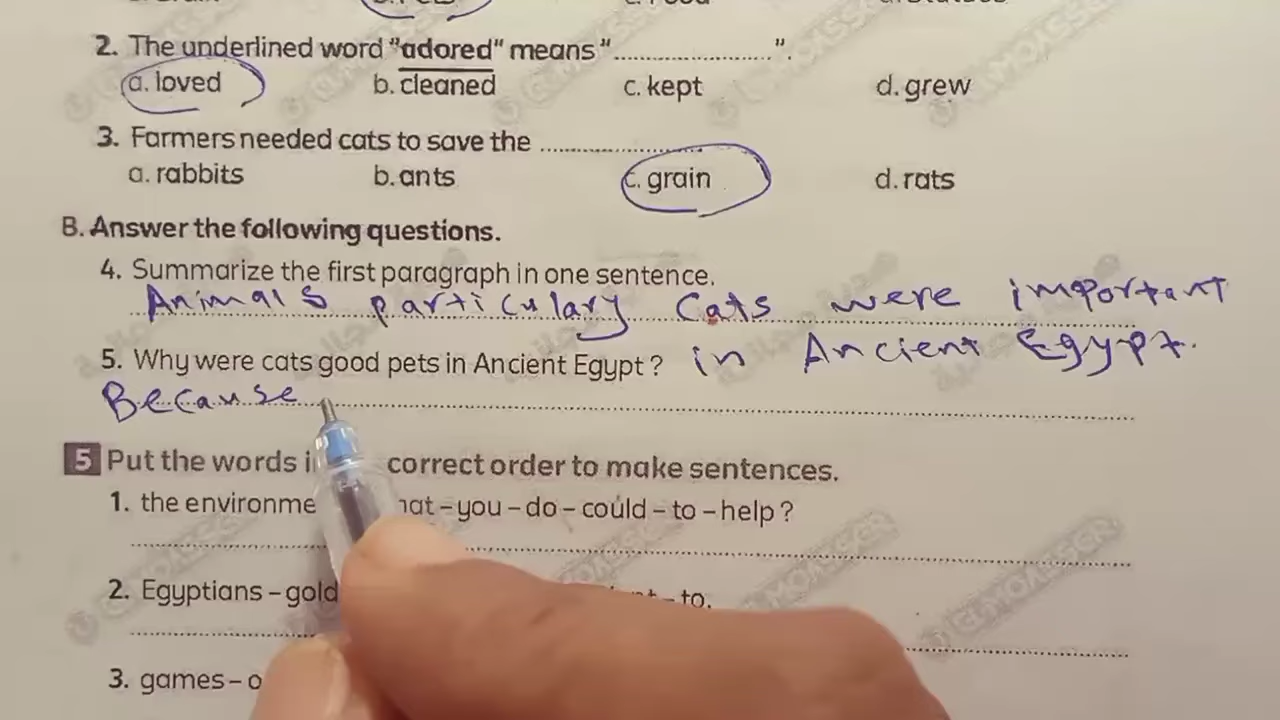 2. The underlined word "adored" means "........................".
a. loved b. cleaned c. kept d. grew
3. Farmers needed cats to save the ........................
a. rabbits b. ants c. grain d. rats
B. Answer the following questions.
4. Summarize the first paragraph in one sentence.
Animals particulary Cats were important
5. Why were cats good pets in Ancient Egypt? in Ancient Egypt.
Because
5 Put the words correct order to make sentences.
1. the – you – do – could – to – help ?
2. Egyptians – gold – to.
3. games –